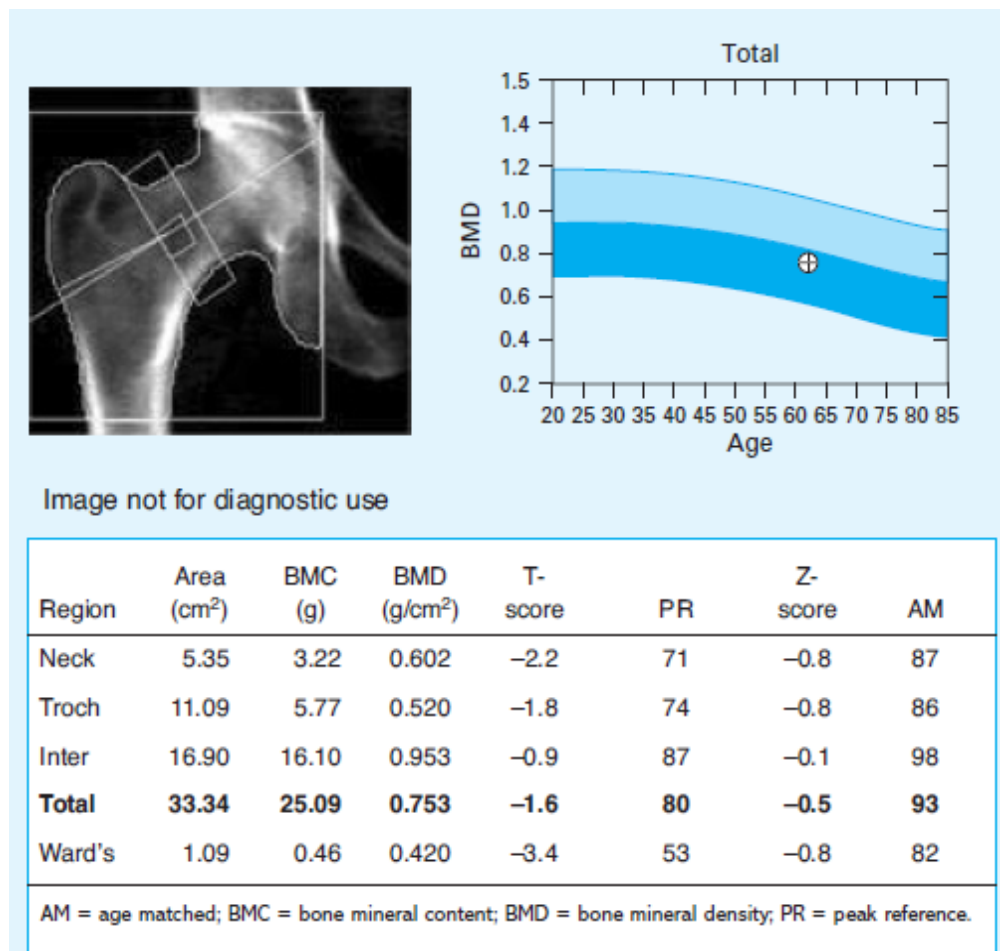 Total
1.5
1.4
1.2
1.0
0.8
0.6
0.4
0.2
BMD
20 25 30 35 40 45 50 55 60 65 70 75 80 85
Age
Image not for diagnostic use
Region Area (cm²) BMC (g) BMD (g/cm²) T-score PR Z-score AM
Neck 5.35 3.22 0.602 –2.2 71 –0.8 87
Troch 11.09 5.77 0.520 –1.8 74 –0.8 86
Inter 16.90 16.10 0.953 –0.9 87 –0.1 98
Total 33.34 25.09 0.753 –1.6 80 –0.5 93
Ward's 1.09 0.46 0.420 –3.4 53 –0.8 82
AM = age matched; BMC = bone mineral content; BMD = bone mineral density; PR = peak reference.